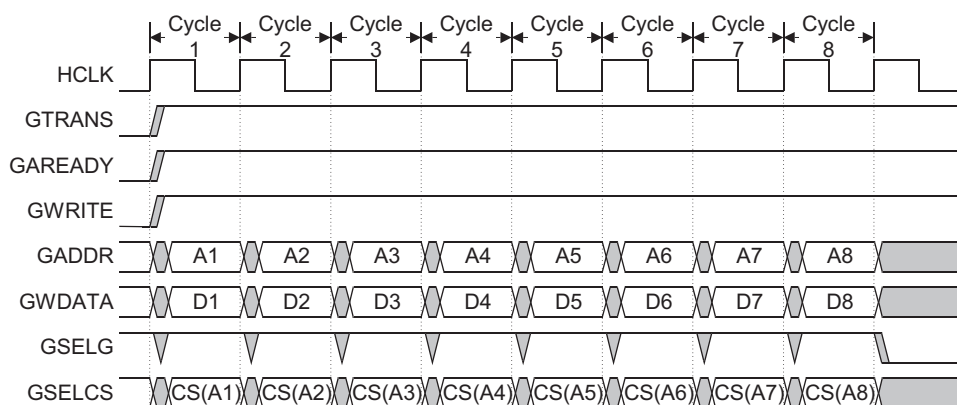 Cycle Cycle Cycle Cycle Cycle Cycle Cycle Cycle
1 2 3 4 5 6 7 8
HCLK
GTRANS
GAREADY
GWRITE
GADDR A1 A2 A3 A4 A5 A6 A7 A8
GWDATA D1 D2 D3 D4 D5 D6 D7 D8
GSELG
GSELCS CS(A1) CS(A2) CS(A3) CS(A4) CS(A5) CS(A6) CS(A7) CS(A8)